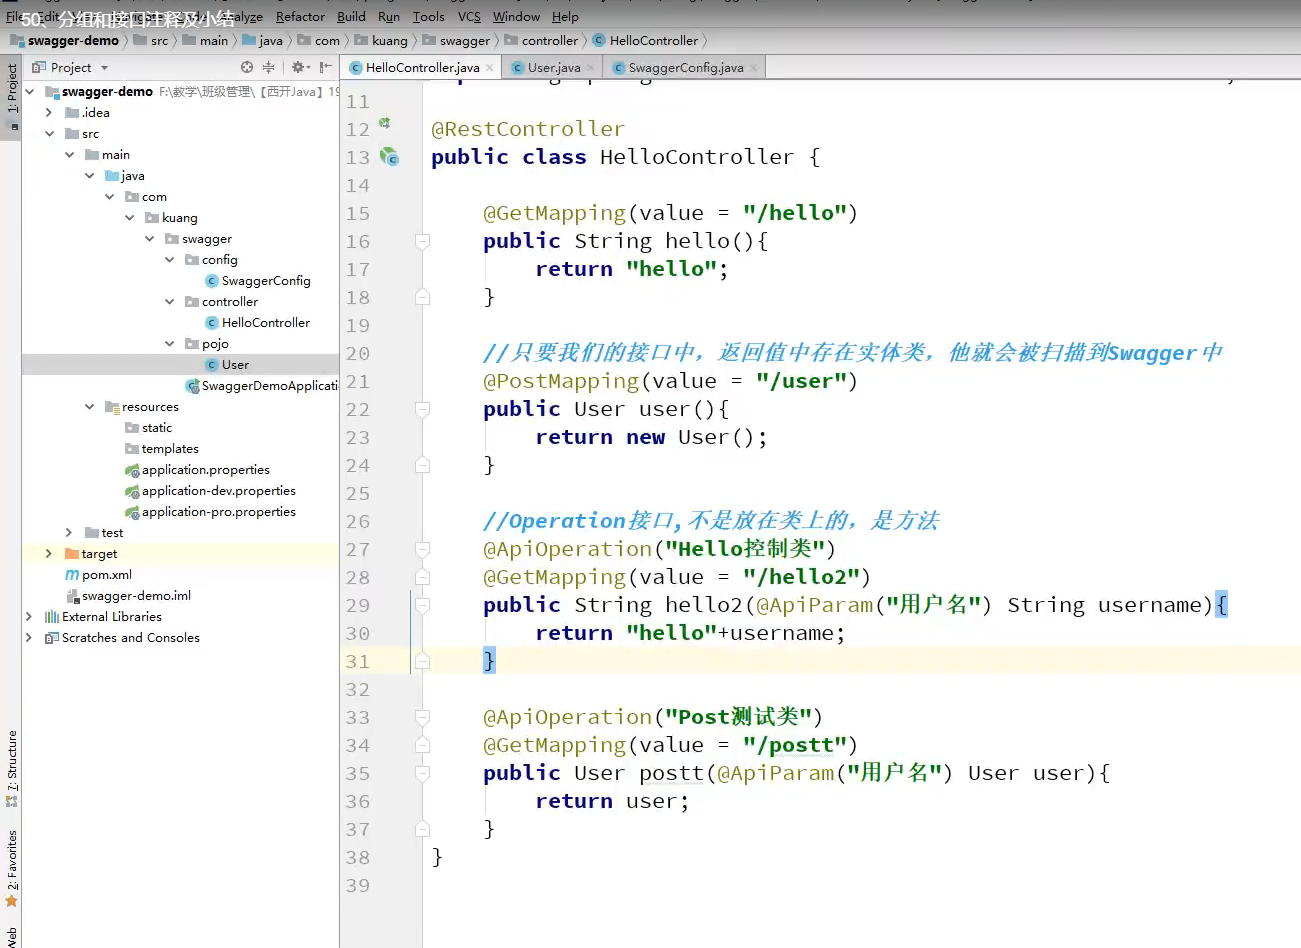 50、分组和接口注释及小结
File Edit Analyze Refactor Build Run Tools VCS Window Help
swagger-demo src main java com kuang swagger controller HelloController
Project
HelloController.java User.java SwaggerConfig.java
1: Project
swagger-demo F:\教学\班级管理\【西开Java】19
.idea
src
main
java
com
kuang
swagger
config
SwaggerConfig
controller
HelloController
pojo
User
SwaggerDemoApplicati
resources
static
templates
application.properties
application-dev.properties
application-pro.properties
test
target
pom.xml
swagger-demo.iml
External Libraries
Scratches and Consoles
7: Structure
2: Favorites
Web
11
12 @RestController
13 public class HelloController {
14
15 @GetMapping(value = "/hello")
16 public String hello(){
17 return "hello";
18 }
19
20 //只要我们的接口中，返回值中存在实体类，他就会被扫描到Swagger中
21 @PostMapping(value = "/user")
22 public User user(){
23 return new User();
24 }
25
26 //Operation接口,不是放在类上的，是方法
27 @ApiOperation("Hello控制类")
28 @GetMapping(value = "/hello2")
29 public String hello2(@ApiParam("用户名") String username){
30 return "hello"+username;
31 }
32
33 @ApiOperation("Post测试类")
34 @GetMapping(value = "/postt")
35 public User postt(@ApiParam("用户名") User user){
36 return user;
37 }
38 }
39